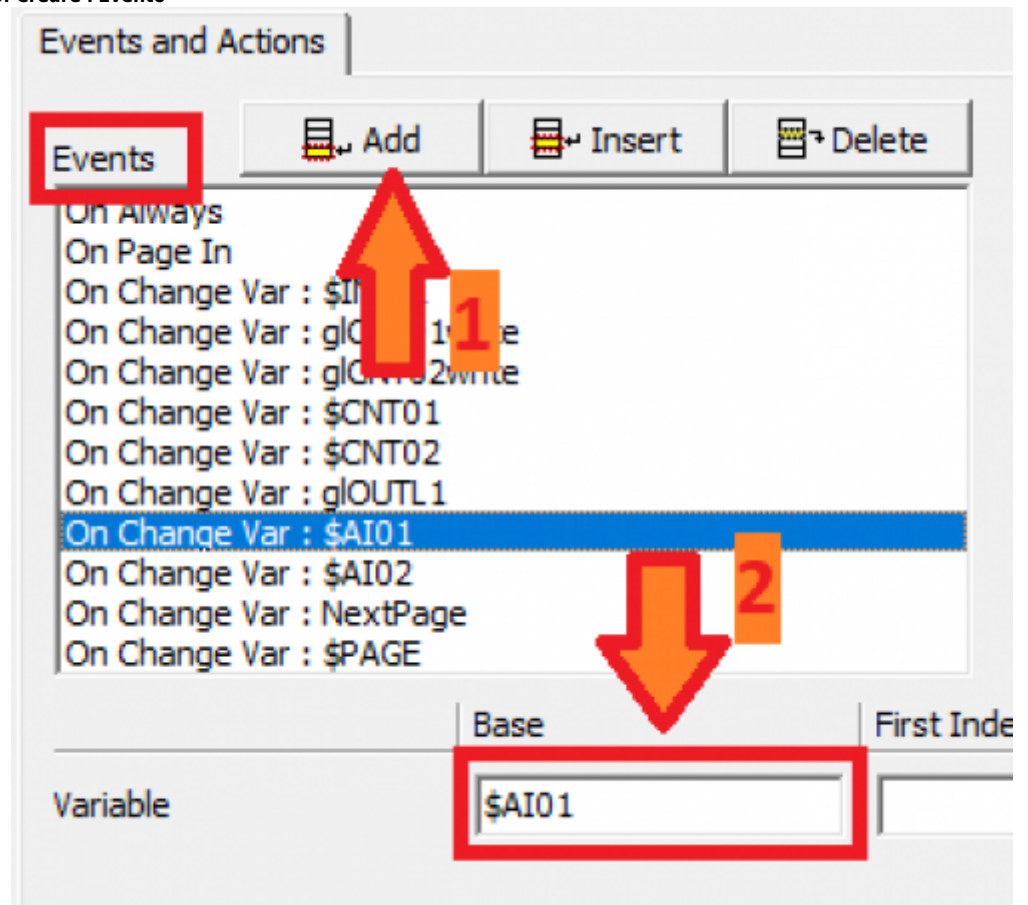 Events and Actions
Events
Add
Insert
Delete
On Always
On Page In
On Change Var :
1
On Change Var :
On Change Var :
On Change Var : $CNT01
On Change Var : $CNT02
On Change Var : glOUTL1
On Change Var : $AI01
2
On Change Var : $AI02
On Change Var : NextPage
On Change Var : $PAGE
Base
First Inde
Variable
$AI01